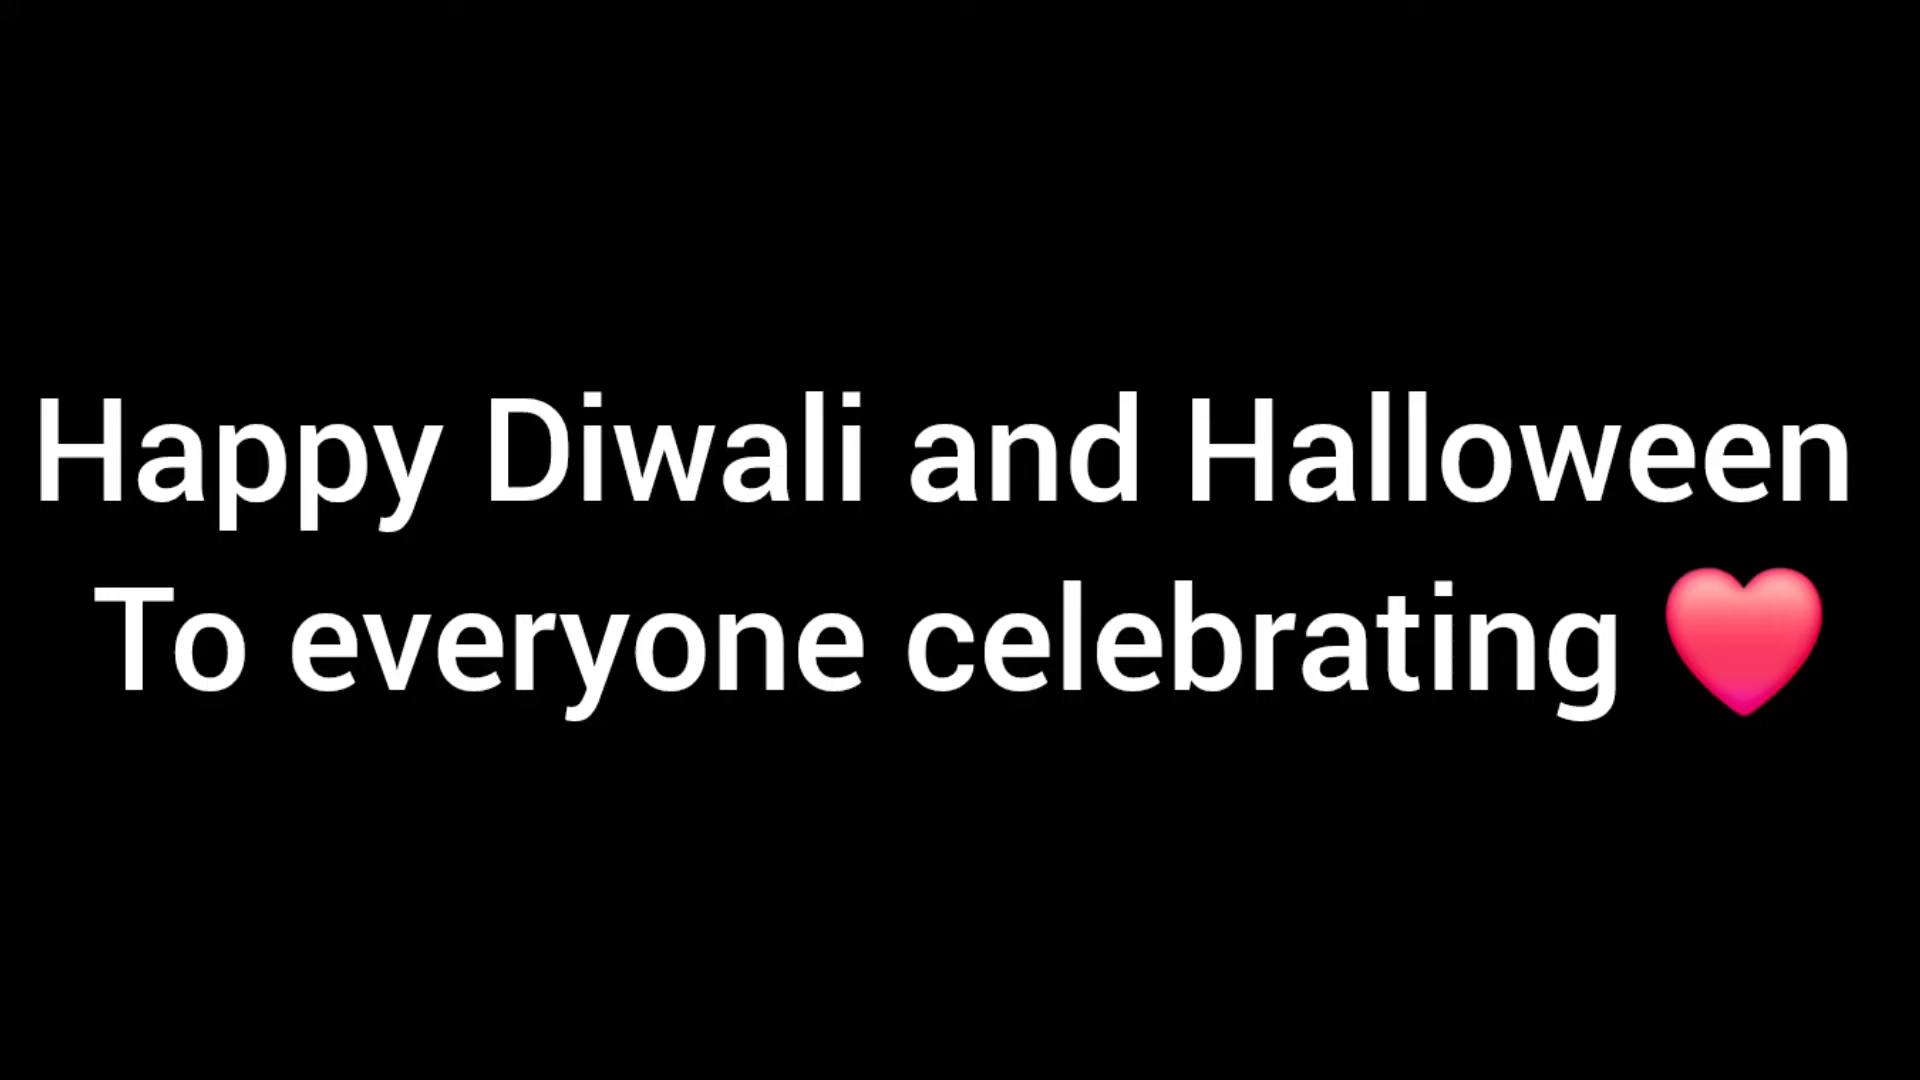 Happy Diwali and Halloween
To everyone celebrating ❤️